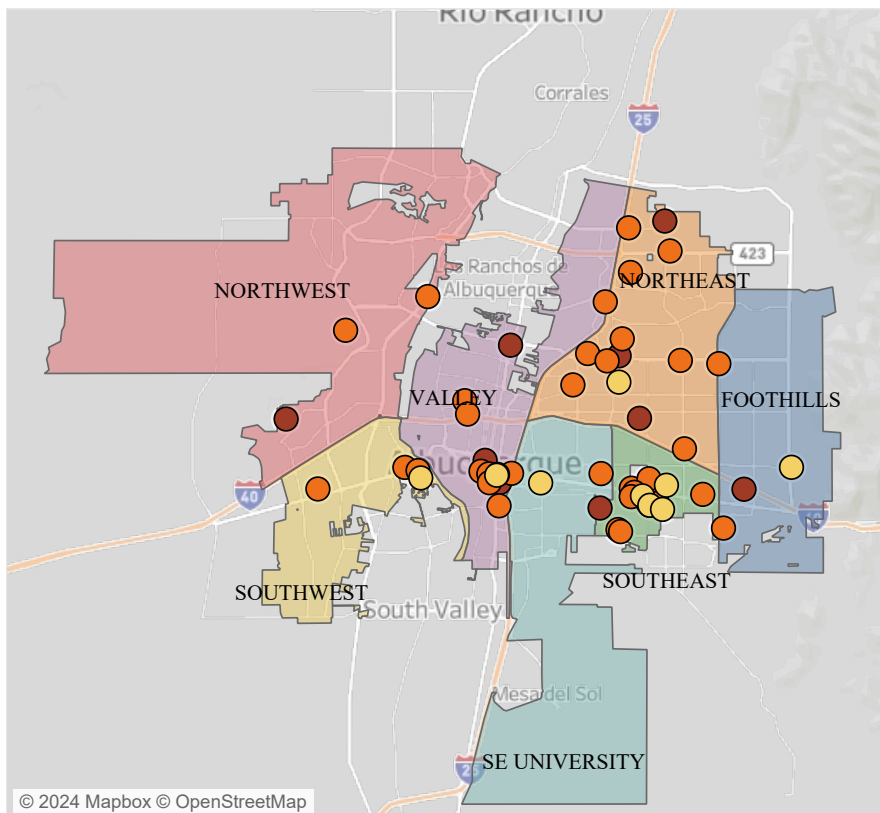 Rio Rancho
Corrales
25
423
Los Ranchos de
Albuquerque
NORTHEAST
NORTHWEST
VALLEY
FOOTHILLS
Albuquerque
40
40
SOUTHWEST
SOUTHEAST
South Valley
Mesa del Sol
SE UNIVERSITY
25
© 2024 Mapbox © OpenStreetMap